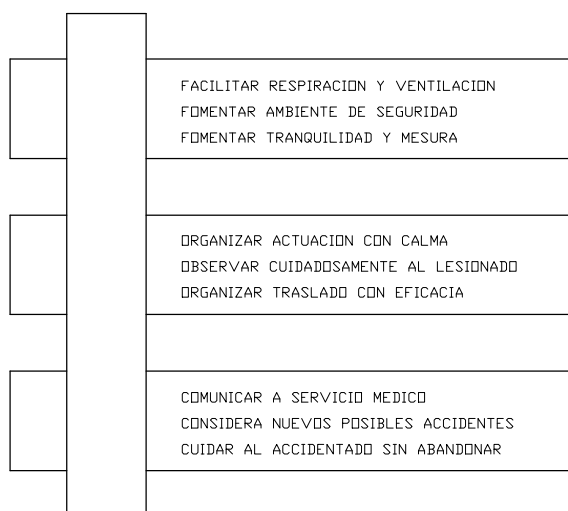 FACILITAR RESPIRACION Y VENTILACION
FOMENTAR AMBIENTE DE SEGURIDAD
FOMENTAR TRANQUILIDAD Y MESURA
ORGANIZAR ACTUACION CON CALMA
OBSERVAR CUIDADOSAMENTE AL LESIONADO
ORGANIZAR TRASLADO CON EFICACIA
COMUNICAR A SERVICIO MEDICO
CONSIDERA NUEVOS POSIBLES ACCIDENTES
CUIDAR AL ACCIDENTADO SIN ABANDONAR